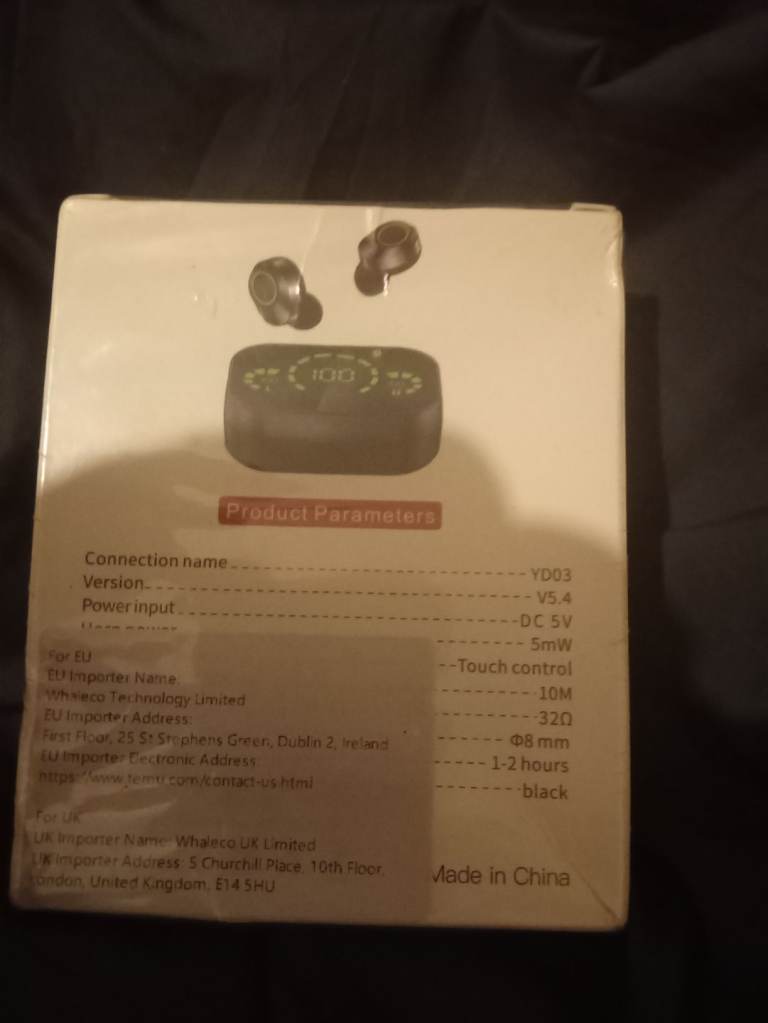 100
Product Parameters
Connection name YD03
Version V5.4
Power input DC 5V
5mW
Touch control
10M
32Ω
Φ8 mm
1-2 hours
black
For EU
EU Importer Name:
Whaleco Technology Limited
EU Importer Address:
First Floor, 25 St Stephens Green, Dublin 2, Ireland
EU Importer Electronic Address:
https://www.temu.com/contact-us.html
For UK
UK Importer Name: Whaleco UK Limited
UK Importer Address: 5 Churchill Place, 10th Floor,
London, United Kingdom, E14 5HU
Made in China